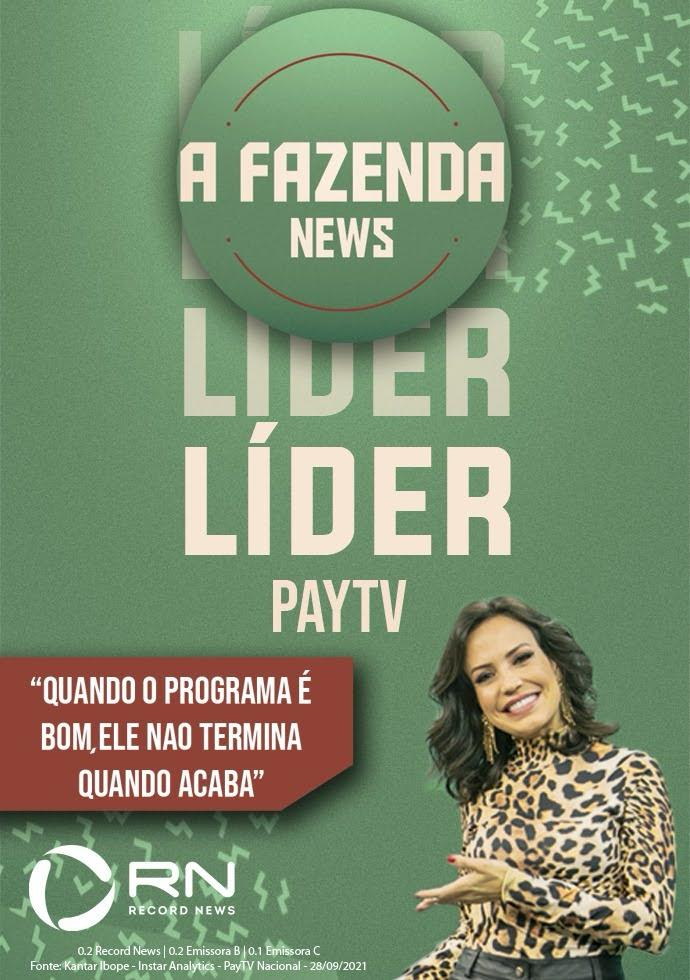 LÍDER
A FAZENDA
NEWS
LÍDER
LÍDER
PAYTV
“QUANDO O PROGRAMA É
BOM,ELE NAO TERMINA
QUANDO ACABA”
RN
RECORD NEWS
0.2 Record News | 0.2 Emissora B | 0.1 Emissora C
Fonte: Kantar Ibope - Instar Analytics - PayTV Nacional - 28/09/2021